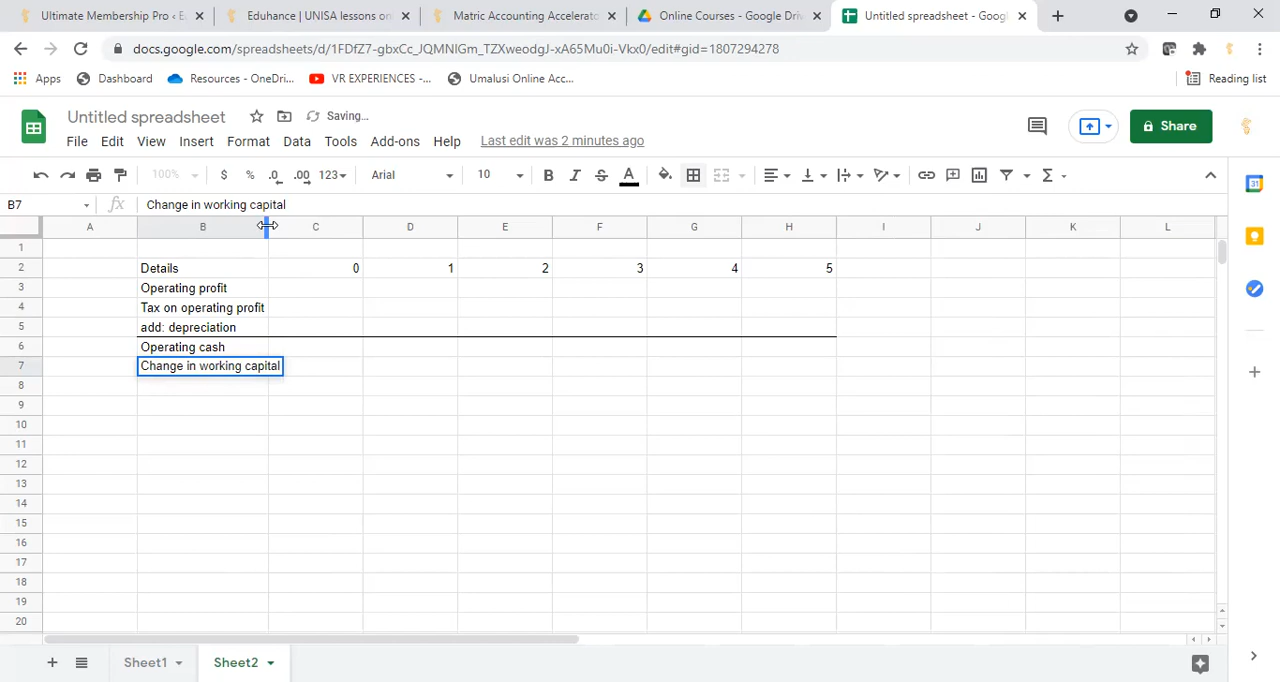 Ultimate Membership Pro ‹ E
Eduhance | UNISA lessons on
Matric Accounting Accelerato
Online Courses - Google Driv
Untitled spreadsheet - Goog
docs.google.com/spreadsheets/d/1FDfZ7-gbxCc_JQMNIGm_TZXweodgJ-xA65Mu0i-Vkx0/edit#gid=1807294278
Apps
Dashboard
Resources - OneDri...
VR EXPERIENCES -...
Umalusi Online Acc...
Reading list
Untitled spreadsheet
Saving...
File Edit View Insert Format Data Tools Add-ons Help
Last edit was 2 minutes ago
Share
100% $ % .0 .00 123 Arial 10 B I S A
B7 fx Change in working capital
A B C D E F G H I J K L
1
2 Details 0 1 2 3 4 5
3 Operating profit
4 Tax on operating profit
5 add: depreciation
6 Operating cash
7 Change in working capital
8
9
10
11
12
13
14
15
16
17
18
19
20
Sheet1
Sheet2
31